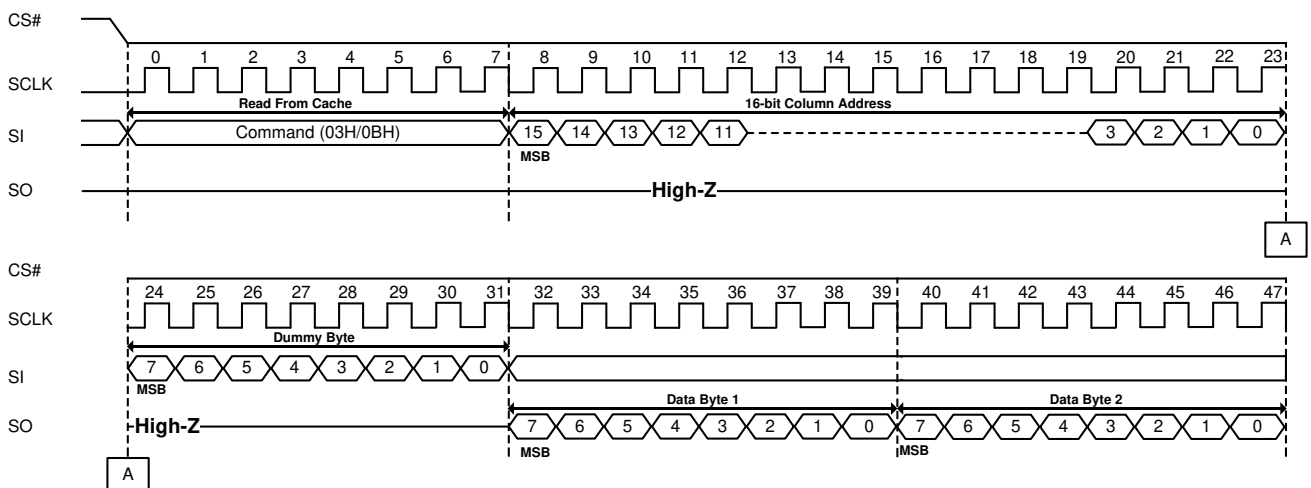 CS#
0 1 2 3 4 5 6 7 8 9 10 11 12 13 14 15 16 17 18 19 20 21 22 23
SCLK
Read From Cache 16-bit Column Address
SI Command (03H/0BH) 15 14 13 12 11 3 2 1 0
MSB
SO High-Z
A
CS#
24 25 26 27 28 29 30 31 32 33 34 35 36 37 38 39 40 41 42 43 44 45 46 47
SCLK
Dummy Byte
SI 7 6 5 4 3 2 1 0
MSB
Data Byte 1 Data Byte 2
SO High-Z 7 6 5 4 3 2 1 0 7 6 5 4 3 2 1 0
MSB MSB
A